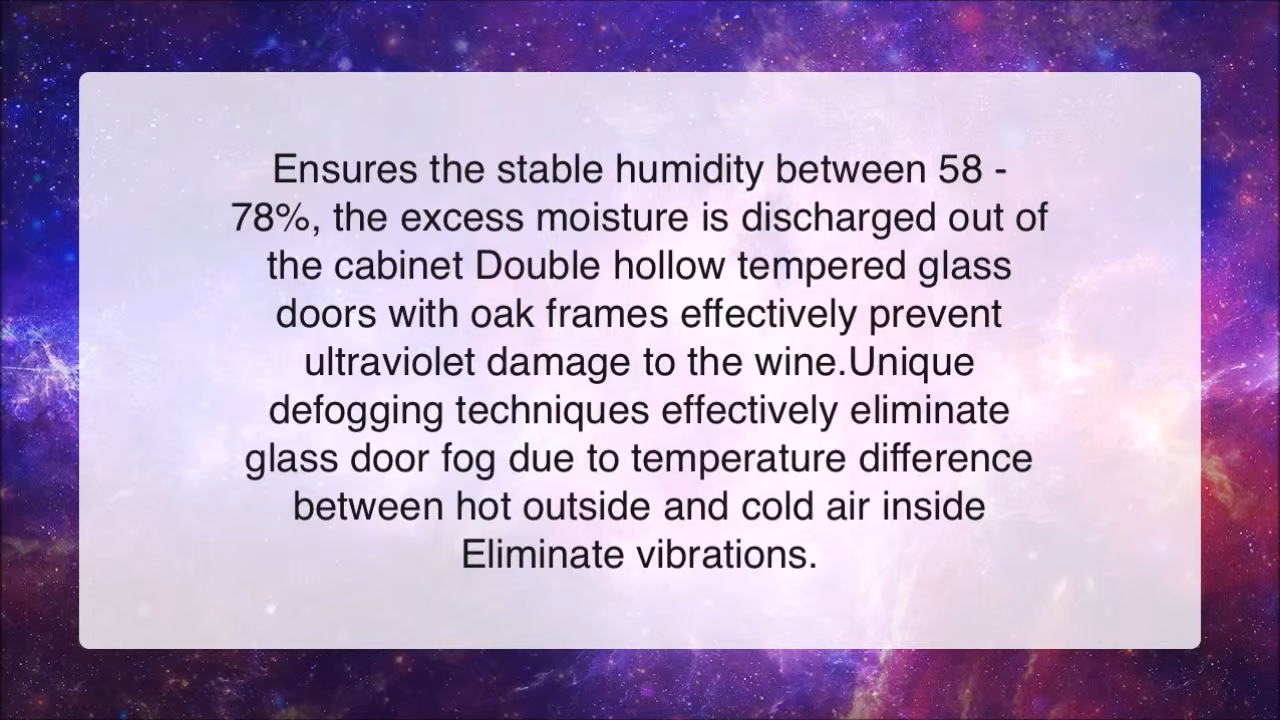 Ensures the stable humidity between 58 -
78%, the excess moisture is discharged out of
the cabinet Double hollow tempered glass
doors with oak frames effectively prevent
ultraviolet damage to the wine.Unique
defogging techniques effectively eliminate
glass door fog due to temperature difference
between hot outside and cold air inside
Eliminate vibrations.